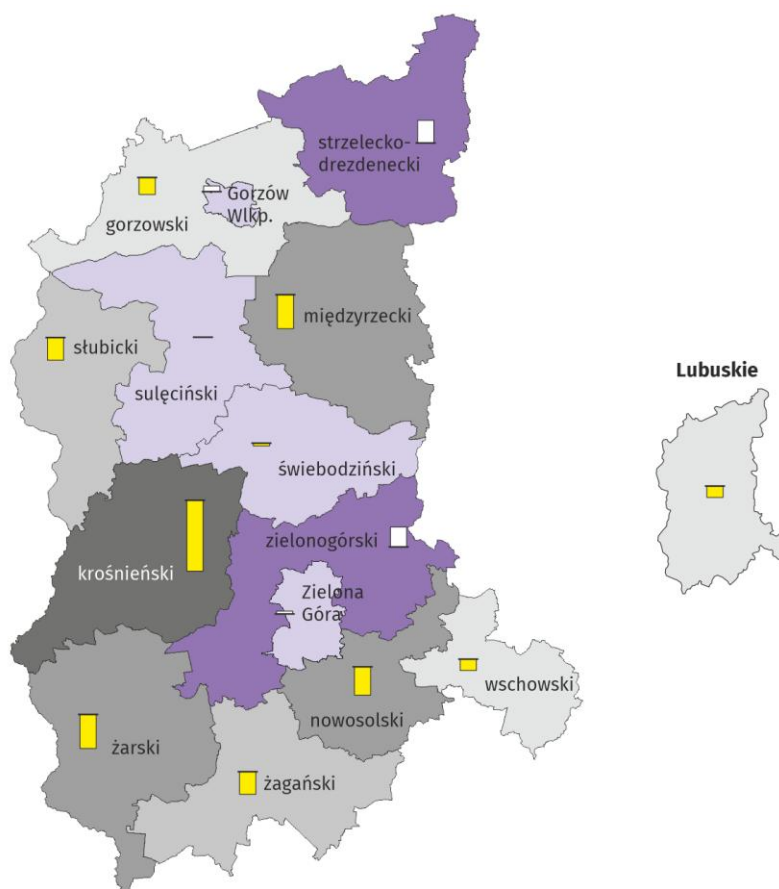 strzelecko-
drezdenecki
Gorzów
Wlkp.
gorzowski
międzyrzecki
słubicki
sulęciński
Lubuskie
świebodziński
zielonogórski
krośnieński
Zielona
Góra
wschowski
nowosolski
żarski
żagański